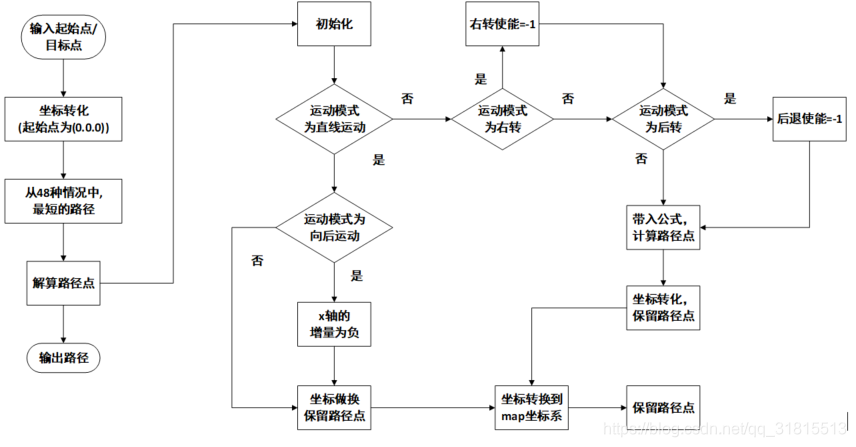 输入起始点/
目标点
坐标转化
(起始点为(0.0.0))
从48种情况中,
最短的路径
解算路径点
输出路径
初始化
运动模式
为直线运动
否
是
运动模式为
向后运动
否
是
x轴的
增量为负
坐标做换
保留路径点
右转使能=-1
是
运动模式
为右转
否
运动模式
为后转
是
否
后退使能=-1
带入公式,
计算路径点
坐标转化,
保留路径点
坐标转换到
map坐标系
保留路径点
https://blog.csdn.net/qq_31815513